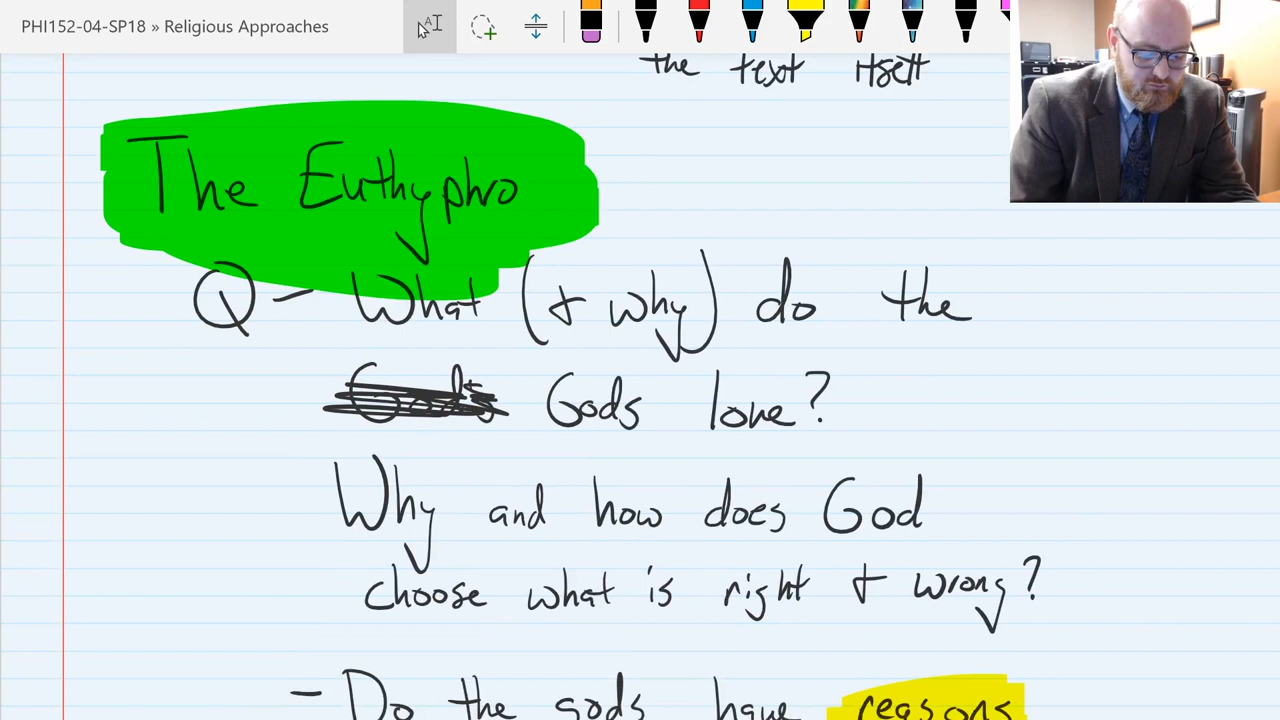 PHI152-04-SP18 » Religious Approaches
the text itself
The Euthyphro
Q - What (+ why) do the
Gods Gods love?
Why and how does God
choose what is right + wrong?
- Do the gods have reasons